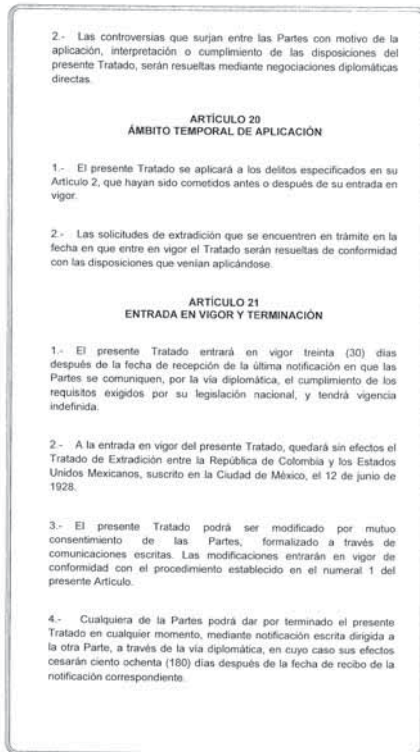 2.- Las controversias que surjan entre las Partes con motivo de la
aplicación, interpretación o cumplimiento de las disposiciones del
presente Tratado, serán resueltas mediante negociaciones diplomáticas
directas.
ARTÍCULO 20
ÁMBITO TEMPORAL DE APLICACIÓN
1.- El presente Tratado se aplicará a los delitos especificados en su
Artículo 2, que hayan sido cometidos antes o después de su entrada en
vigor.
2.- Las solicitudes de extradición que se encuentren en trámite en la
fecha en que entre en vigor el Tratado serán resueltas de conformidad
con las disposiciones que venían aplicándose.
ARTÍCULO 21
ENTRADA EN VIGOR Y TERMINACIÓN
1.- El presente Tratado entrará en vigor treinta (30) días
después de la fecha de recepción de la última notificación en que las
Partes se comuniquen, por la vía diplomática, el cumplimiento de los
requisitos exigidos por su legislación nacional, y tendrá vigencia
indefinida.
2.- A la entrada en vigor del presente Tratado, quedará sin efectos el
Tratado de Extradición entre la República de Colombia y los Estados
Unidos Mexicanos, suscrito en la Ciudad de México, el 12 de junio de
1928.
3.- El presente Tratado podrá ser modificado por mutuo
consentimiento de las Partes, formalizado a través de
comunicaciones escritas. Las modificaciones entrarán en vigor de
conformidad con el procedimiento establecido en el numeral 1 del
presente Artículo.
4.- Cualquiera de la Partes podrá dar por terminado el presente
Tratado en cualquier momento, mediante notificación escrita dirigida a
la otra Parte, a través de la vía diplomática, en cuyo caso sus efectos
cesarán ciento ochenta (180) días después de la fecha de recibo de la
notificación correspondiente.